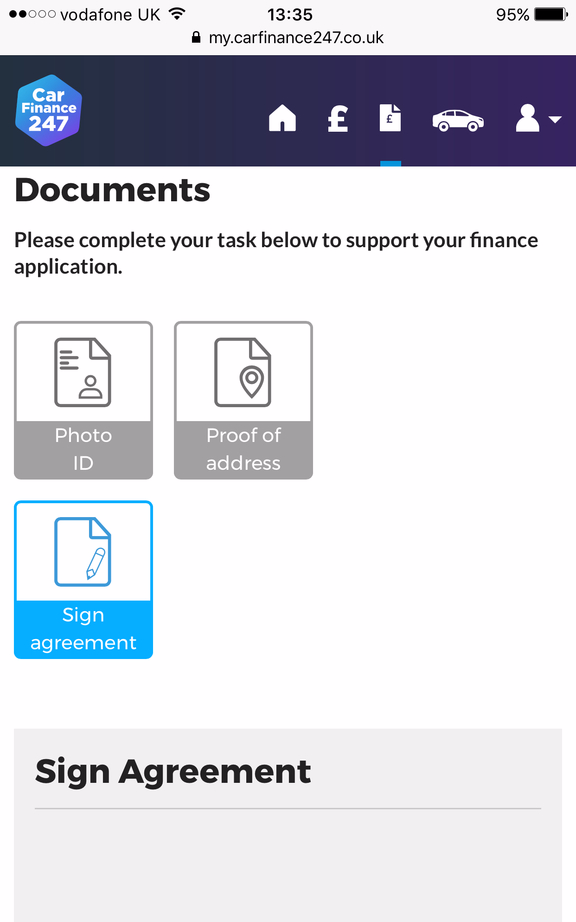 vodafone UK 13:35 95%
my.carfinance247.co.uk
Car
Finance
247
£ £
Documents
Please complete your task below to support your finance
application.
Photo
ID
Proof of
address
Sign
agreement
Sign Agreement